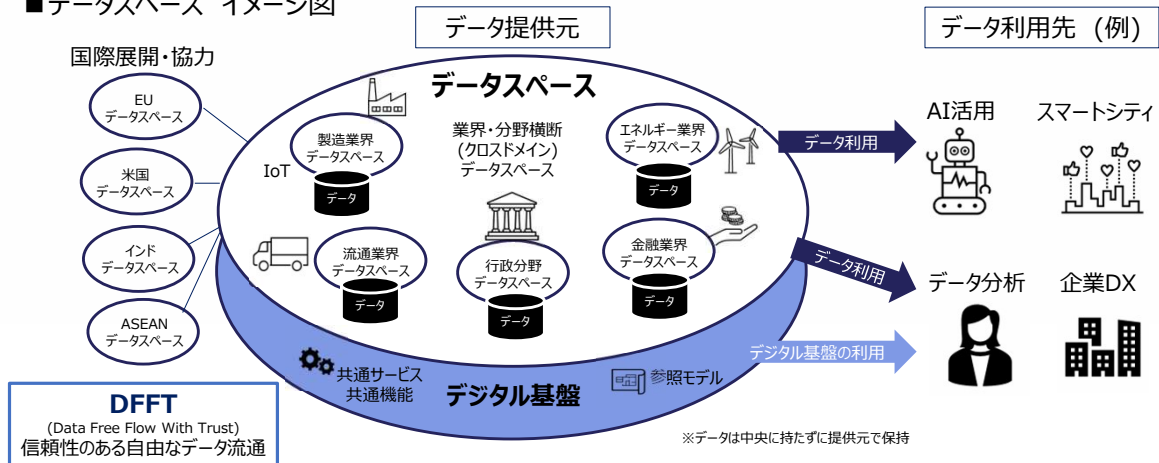 ■データスペース イメージ図
データ提供元
データ利用先 (例)
国際展開・協力
EU
データスペース
米国
データスペース
インド
データスペース
ASEAN
データスペース
データスペース
製造業界
データスペース
データ
IoT
業界・分野横断
(クロスドメイン)
データスペース
エネルギー業界
データスペース
データ
流通業界
データスペース
データ
行政分野
データスペース
データ
金融業界
データスペース
データ
共通サービス
共通機能
デジタル基盤
参照モデル
データ利用
データ利用
デジタル基盤の利用
AI活用
スマートシティ
データ分析
企業DX
DFFT
(Data Free Flow With Trust)
信頼性のある自由なデータ流通
※データは中央に持たずに提供元で保持